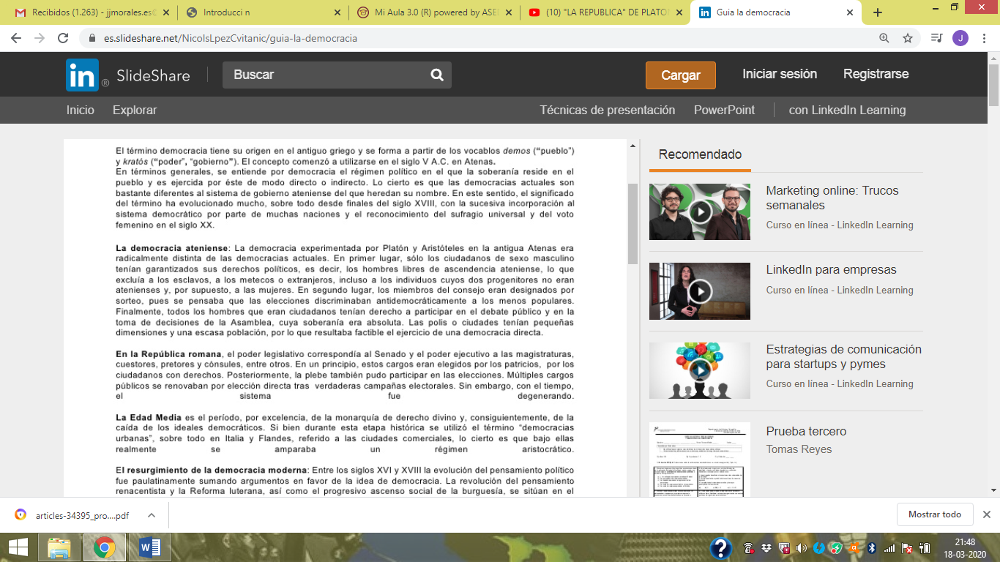 Recibidos (1.263) - jjmorales.es@
Introducci n
Mi Aula 3.0 (R) powered by ASE
(10) "LA REPUBLICA" DE PLATO
Guia la democracia
es.slideshare.net/NicolsLpezCvitanic/guia-la-democracia
J
in ® SlideShare
Buscar
Cargar
Iniciar sesión
Registrarse
Inicio
Explorar
Técnicas de presentación
PowerPoint
con LinkedIn Learning
El término democracia tiene su origen en el antiguo griego y se forma a partir de los vocablos demos (“pueblo”)
y kratós (“poder”, “gobierno”). El concepto comenzó a utilizarse en el siglo V A.C. en Atenas.
En términos generales, se entiende por democracia el régimen político en el que la soberanía reside en el
pueblo y es ejercida por éste de modo directo o indirecto. Lo cierto es que las democracias actuales son
bastante diferentes al sistema de gobierno ateniense del que heredan su nombre. En este sentido, el significado
del término ha evolucionado mucho, sobre todo desde finales del siglo XVIII, con la sucesiva incorporación al
sistema democrático por parte de muchas naciones y el reconocimiento del sufragio universal y del voto
femenino en el siglo XX.
La democracia ateniense: La democracia experimentada por Platón y Aristóteles en la antigua Atenas era
radicalmente distinta de las democracias actuales. En primer lugar, sólo los ciudadanos de sexo masculino
tenían garantizados sus derechos políticos, es decir, los hombres libres de ascendencia ateniense, lo que
excluía a los esclavos, a los metecos o extranjeros, incluso a los individuos cuyos dos progenitores no eran
atenienses y, por supuesto, a las mujeres. En segundo lugar, los miembros del consejo eran designados por
sorteo, pues se pensaba que las elecciones discriminaban antidemocráticamente a los menos populares.
Finalmente, todos los hombres que eran ciudadanos tenían derecho a participar en el debate público y en la
toma de decisiones de la Asamblea, cuya soberanía era absoluta. Las polis o ciudades tenían pequeñas
dimensiones y una escasa población, por lo que resultaba factible el ejercicio de una democracia directa.
En la República romana, el poder legislativo correspondía al Senado y el poder ejecutivo a las magistraturas,
cuestores, pretores y cónsules, entre otros. En un principio, estos cargos eran elegidos por los patricios, por los
ciudadanos con derechos. Posteriormente, la plebe también pudo participar en las elecciones. Múltiples cargos
públicos se renovaban por elección directa tras verdaderas campañas electorales. Sin embargo, con el tiempo,
el sistema fue degenerando.
La Edad Media es el período, por excelencia, de la monarquía de derecho divino y, consiguientemente, de la
caída de los ideales democráticos. Si bien durante esta etapa histórica se utilizó el término “democracias
urbanas”, sobre todo en Italia y Flandes, referido a las ciudades comerciales, lo cierto es que bajo ellas
realmente se amparaba un régimen aristocrático.
El resurgimiento de la democracia moderna: Entre los siglos XVI y XVIII la evolución del pensamiento político
fue paulatinamente sumando argumentos en favor de la idea de democracia. La revolución del pensamiento
renacentista y la Reforma luterana, así como el progresivo ascenso social de la burguesía, se sitúan en el
Recomendado
Marketing online: Trucos
semanales
Curso en línea - LinkedIn Learning
LinkedIn para empresas
Curso en línea - LinkedIn Learning
Estrategias de comunicación
para startups y pymes
Curso en línea - LinkedIn Learning
Prueba tercero
Tomas Reyes
articles-34395_pro....pdf
Mostrar todo
21:48
18-03-2020